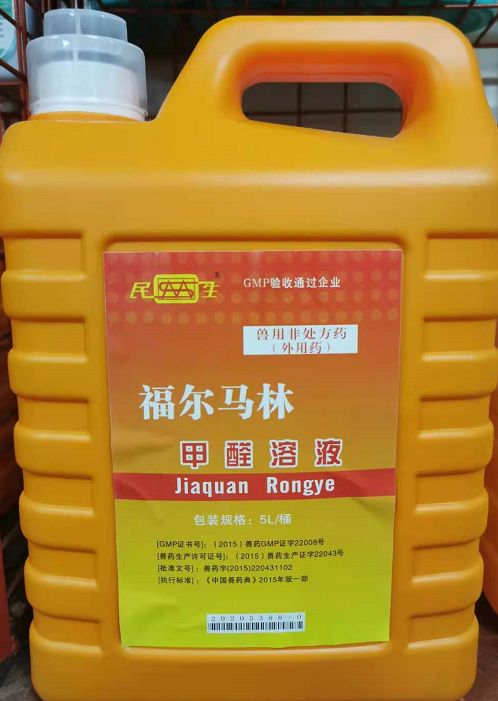 民生
GMP验收通过企业
兽用非处方药
（外用药）
福尔马林
甲醛溶液
Jiaquan Rongye
包装规格：5L/桶
[GMP证书号]：（2015）兽药GMP证字22008号
[兽药生产许可证号]：（2015）兽药生产证字22043号
[批准文号]：兽药字(2015)220431102
[执行标准]：《中国兽药典》2015年版一部
20205388-0